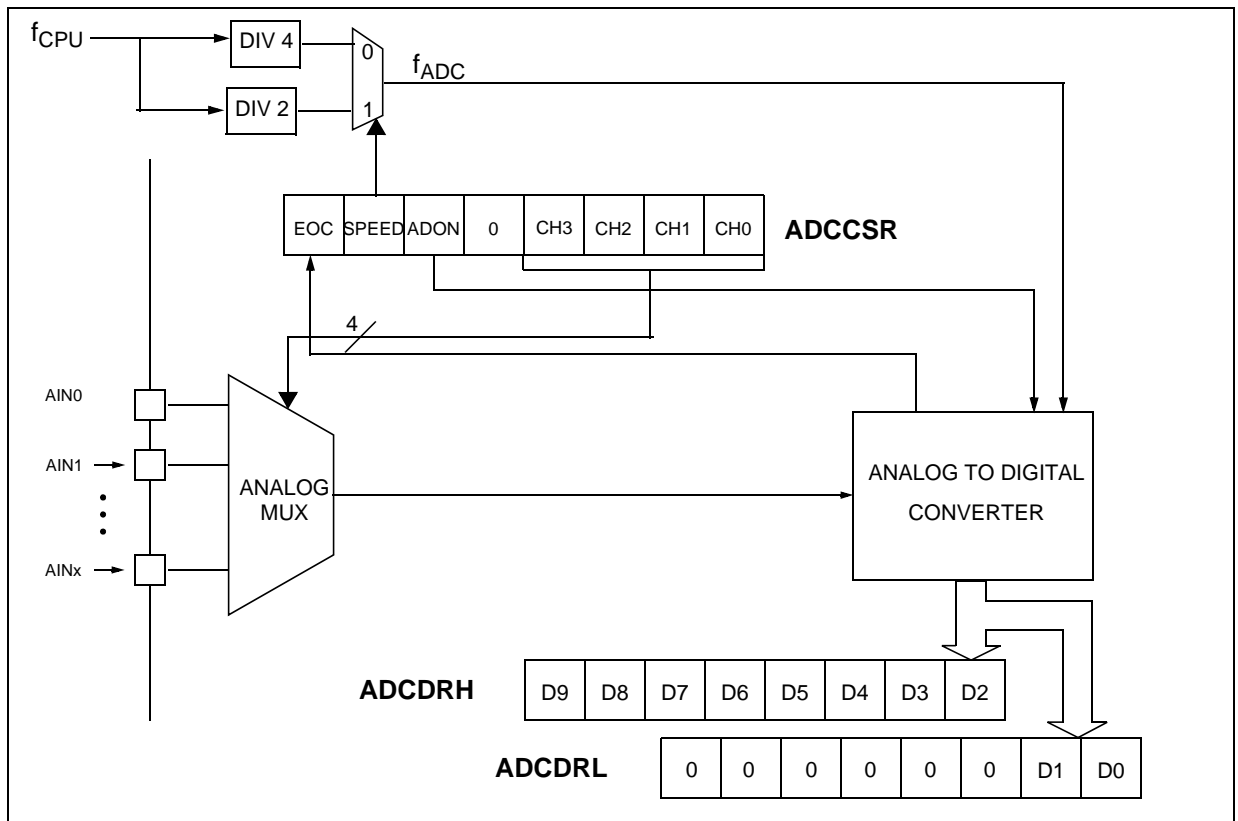 fCPU
DIV 4
0
fADC
DIV 2
1
EOC SPEED ADON 0 CH3 CH2 CH1 CH0 ADCCSR
4
AIN0
AIN1
ANALOG
MUX
AINx
ANALOG TO DIGITAL
CONVERTER
ADCDRH D9 D8 D7 D6 D5 D4 D3 D2
ADCDRL 0 0 0 0 0 0 D1 D0